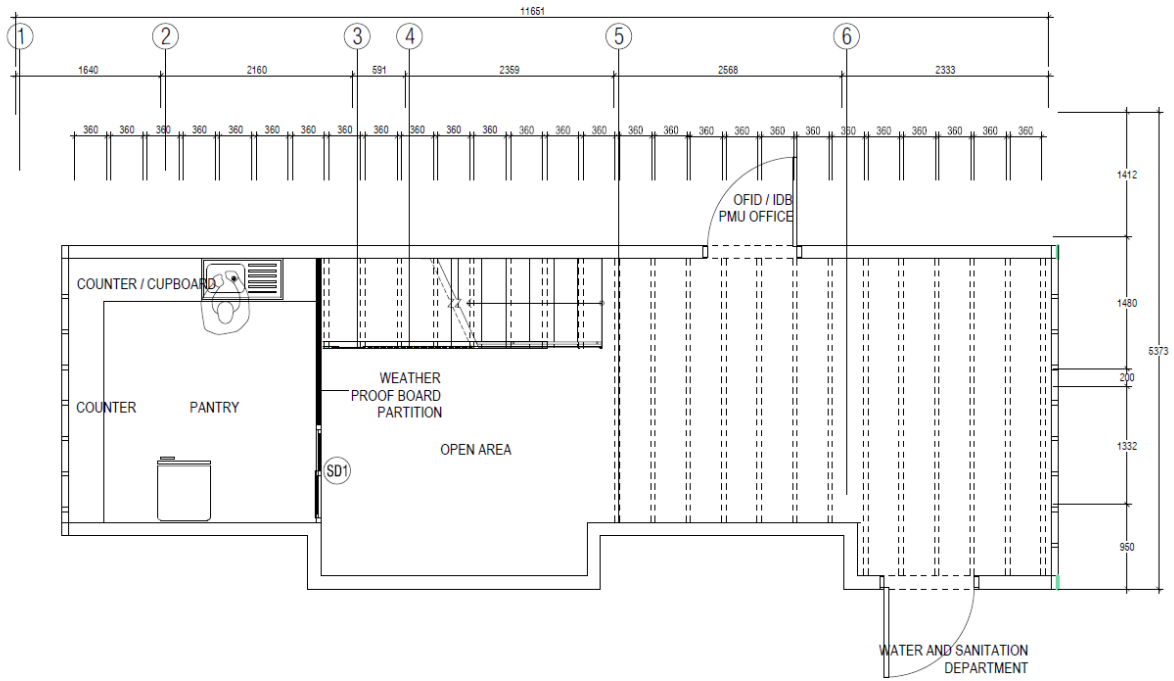 11651
1
2
3
4
5
6
1640
2160
591
2359
2568
2333
360 360 360 360 360 360 360 360 360 360 360 360 360 360 360 360 360 360 360 360 360 360 360 360 360 360 360
1412
OFID / IDB
PMU OFFICE
COUNTER / CUPBOARD
1480
5373
WEATHER
PROOF BOARD
PARTITION
200
COUNTER
PANTRY
OPEN AREA
1332
SD1
950
WATER AND SANITATION
DEPARTMENT